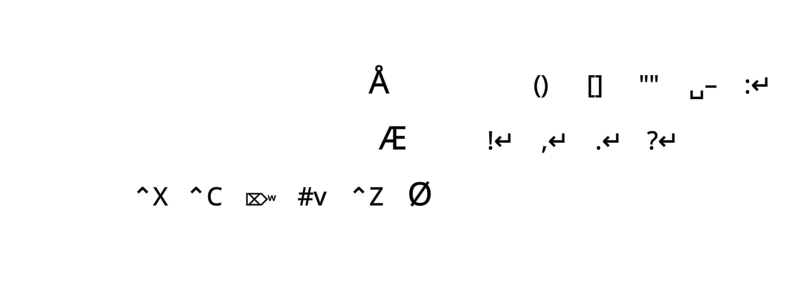 Å () [] "" ␣– :↵
Æ !↵ ,↵ .↵ ?↵
^X ^C ⌦ʷ #v ^Z Ø